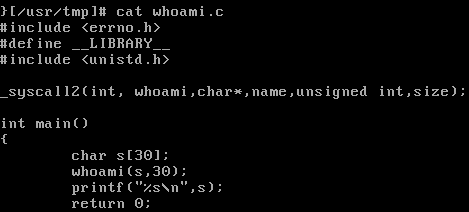 }[/usr/tmp]# cat whoami.c
#include <errno.h>
#define __LIBRARY__
#include <unistd.h>
_syscall2(int, whoami,char*,name,unsigned int,size);
int main()
{
char s[30];
whoami(s,30);
printf("%s\n",s);
return 0;